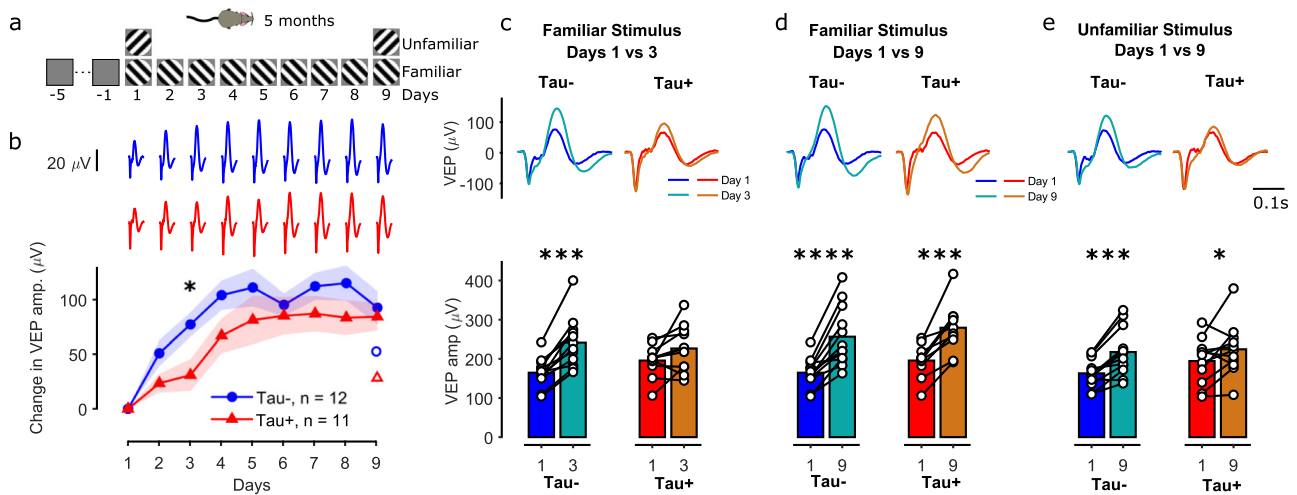 a
5 months
Unfamiliar
Familiar
-5 ... -1 1 2 3 4 5 6 7 8 9 Days
b
20 μV
Change in VEP amp. (μV)
100
50
0
*
Tau-, n = 12
Tau+, n = 11
1 2 3 4 5 6 7 8 9
Days
c
Familiar Stimulus
Days 1 vs 3
Tau- Tau+
VEP (μV)
100
0
-100
Day 1
Day 3
VEP amp (μV)
400
300
200
100
0
***
1 3 1 3
Tau- Tau+
d
Familiar Stimulus
Days 1 vs 9
Tau- Tau+
**** ***
1 9 1 9
Tau- Tau+
e
Unfamiliar Stimulus
Days 1 vs 9
Tau- Tau+
Day 1
Day 9
0.1s
*** *
1 9 1 9
Tau- Tau+